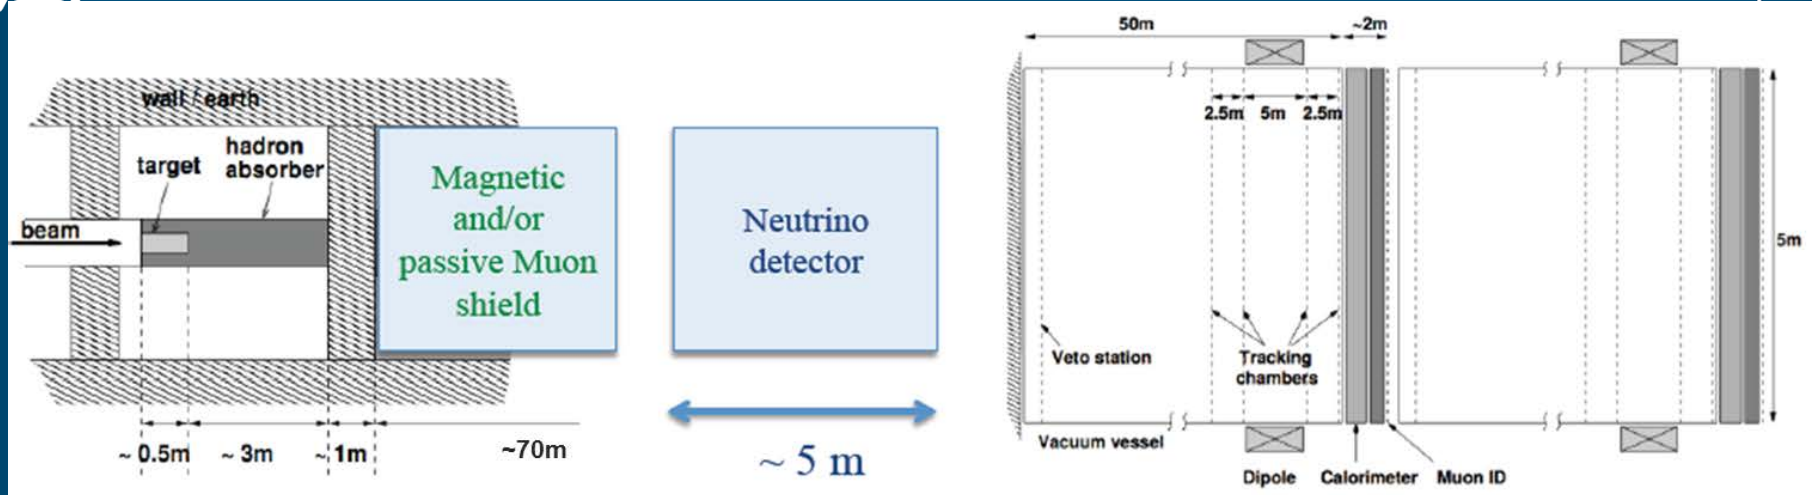 wall / earth
hadron
absorber
target
beam
~ 0.5m
~ 3m
~ 1m
~70m
Magnetic
and/or
passive Muon
shield
Neutrino
detector
~ 5 m
50m
~2m
2.5m
5m
2.5m
5m
Veto station
Tracking
chambers
Vacuum vessel
Dipole
Calorimeter
Muon ID